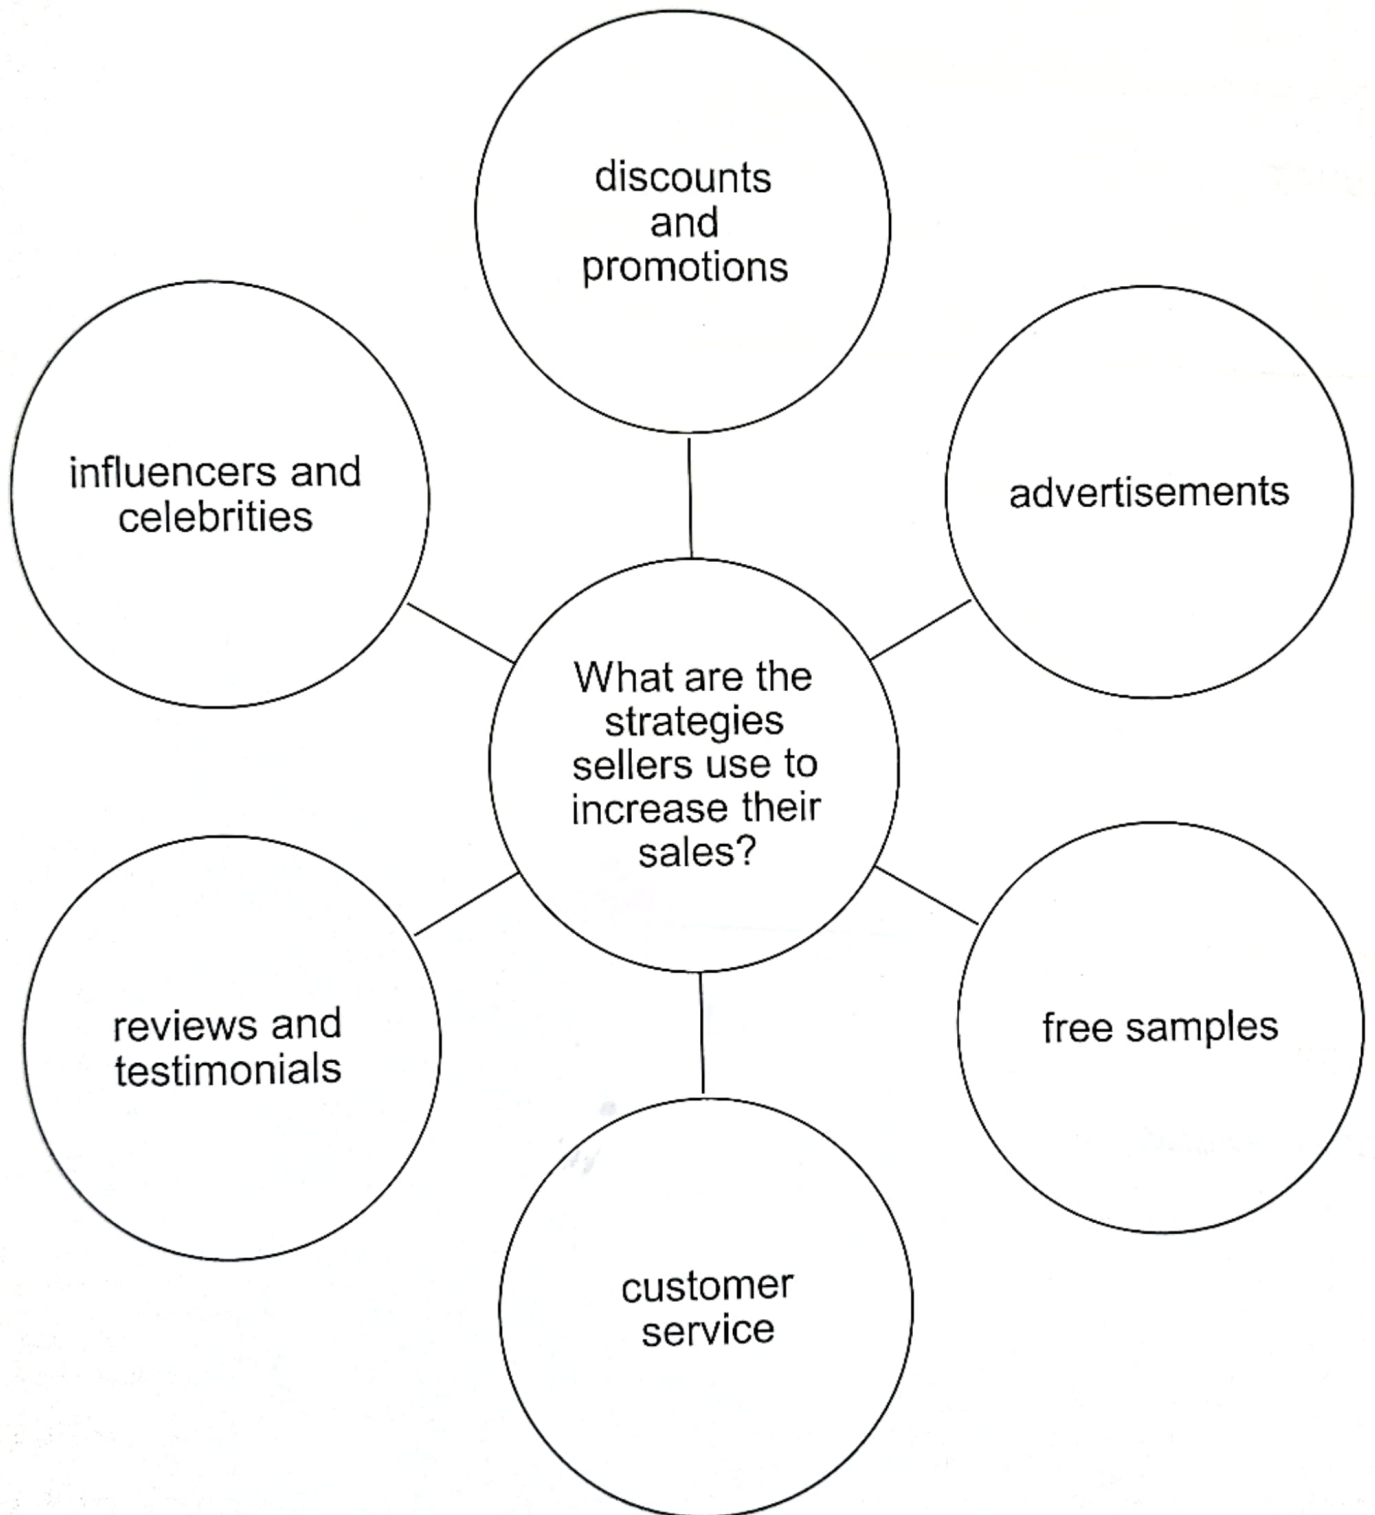 discounts
and
promotions
influencers and
celebrities
advertisements
What are the
strategies
sellers use to
increase their
sales?
reviews and
testimonials
free samples
customer
service